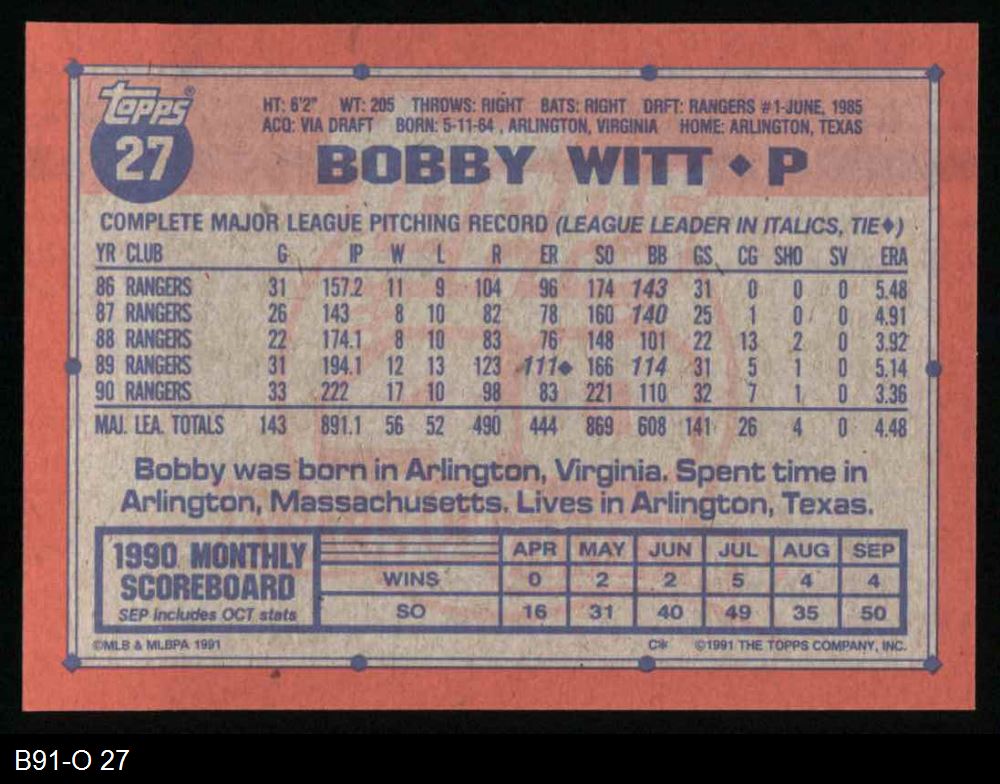 Topps®
27
HT: 6'2" WT: 205 THROWS: RIGHT BATS: RIGHT DRFT: RANGERS #1-JUNE, 1985
ACQ: VIA DRAFT BORN: 5-11-64, ARLINGTON, VIRGINIA HOME: ARLINGTON, TEXAS
BOBBY WITT ♦ P
COMPLETE MAJOR LEAGUE PITCHING RECORD (LEAGUE LEADER IN ITALICS, TIE♦)
YR CLUB G IP W L R ER SO BB GS CG SHO SV ERA
86 RANGERS 31 157.2 11 9 104 96 174 143 31 0 0 0 5.48
87 RANGERS 26 143 8 10 82 78 160 140 25 1 0 0 4.91
88 RANGERS 22 174.1 8 10 83 76 148 101 22 13 2 0 3.92
89 RANGERS 31 194.1 12 13 123 111♦ 166 114 31 5 1 0 5.14
90 RANGERS 33 222 17 10 98 83 221 110 32 7 1 0 3.36
MAJ. LEA. TOTALS 143 891.1 56 52 490 444 869 608 141 26 4 0 4.48
Bobby was born in Arlington, Virginia. Spent time in
Arlington, Massachusetts. Lives in Arlington, Texas.
1990 MONTHLY
SCOREBOARD
SEP includes OCT stats
APR MAY JUN JUL AUG SEP
WINS 0 2 2 5 4 4
SO 16 31 40 49 35 50
©MLB & MLBPA 1991 C* ©1991 THE TOPPS COMPANY, INC.
B91-O 27